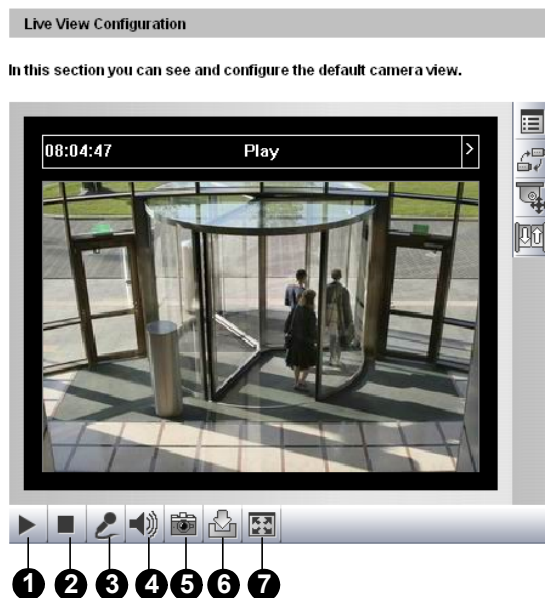 Live View Configuration
In this section you can see and configure the default camera view.
08:04:47 Play >
1 2 3 4 5 6 7